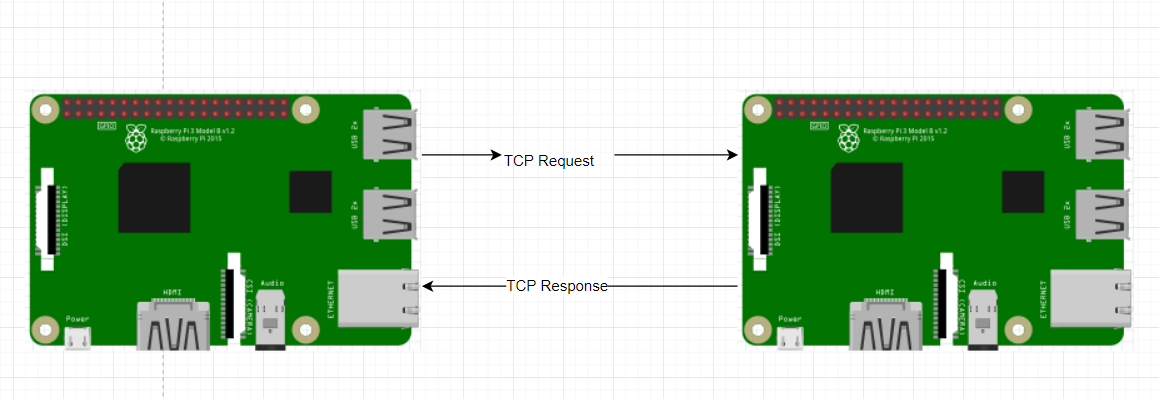 GPIO
Raspberry Pi 3 Model B v1.2
© Raspberry Pi 2015
USB 2x
DSI (DISPLAY)
USB 2x
CSI (CAMERA)
Audio
ETHERNET
HDMI
Power
TCP Request
TCP Response
GPIO
Raspberry Pi 3 Model B v1.2
© Raspberry Pi 2015
USB 2x
DSI (DISPLAY)
USB 2x
CSI (CAMERA)
Audio
ETHERNET
HDMI
Power